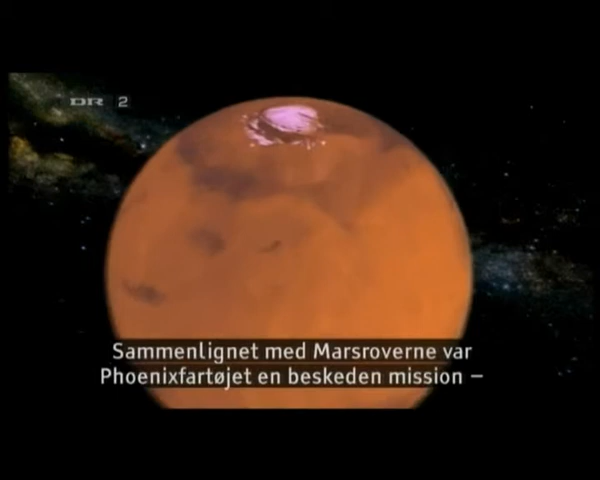 DR 2
Sammenlignet med Marsroverne var
Phoenixfartøjet en beskeden mission –